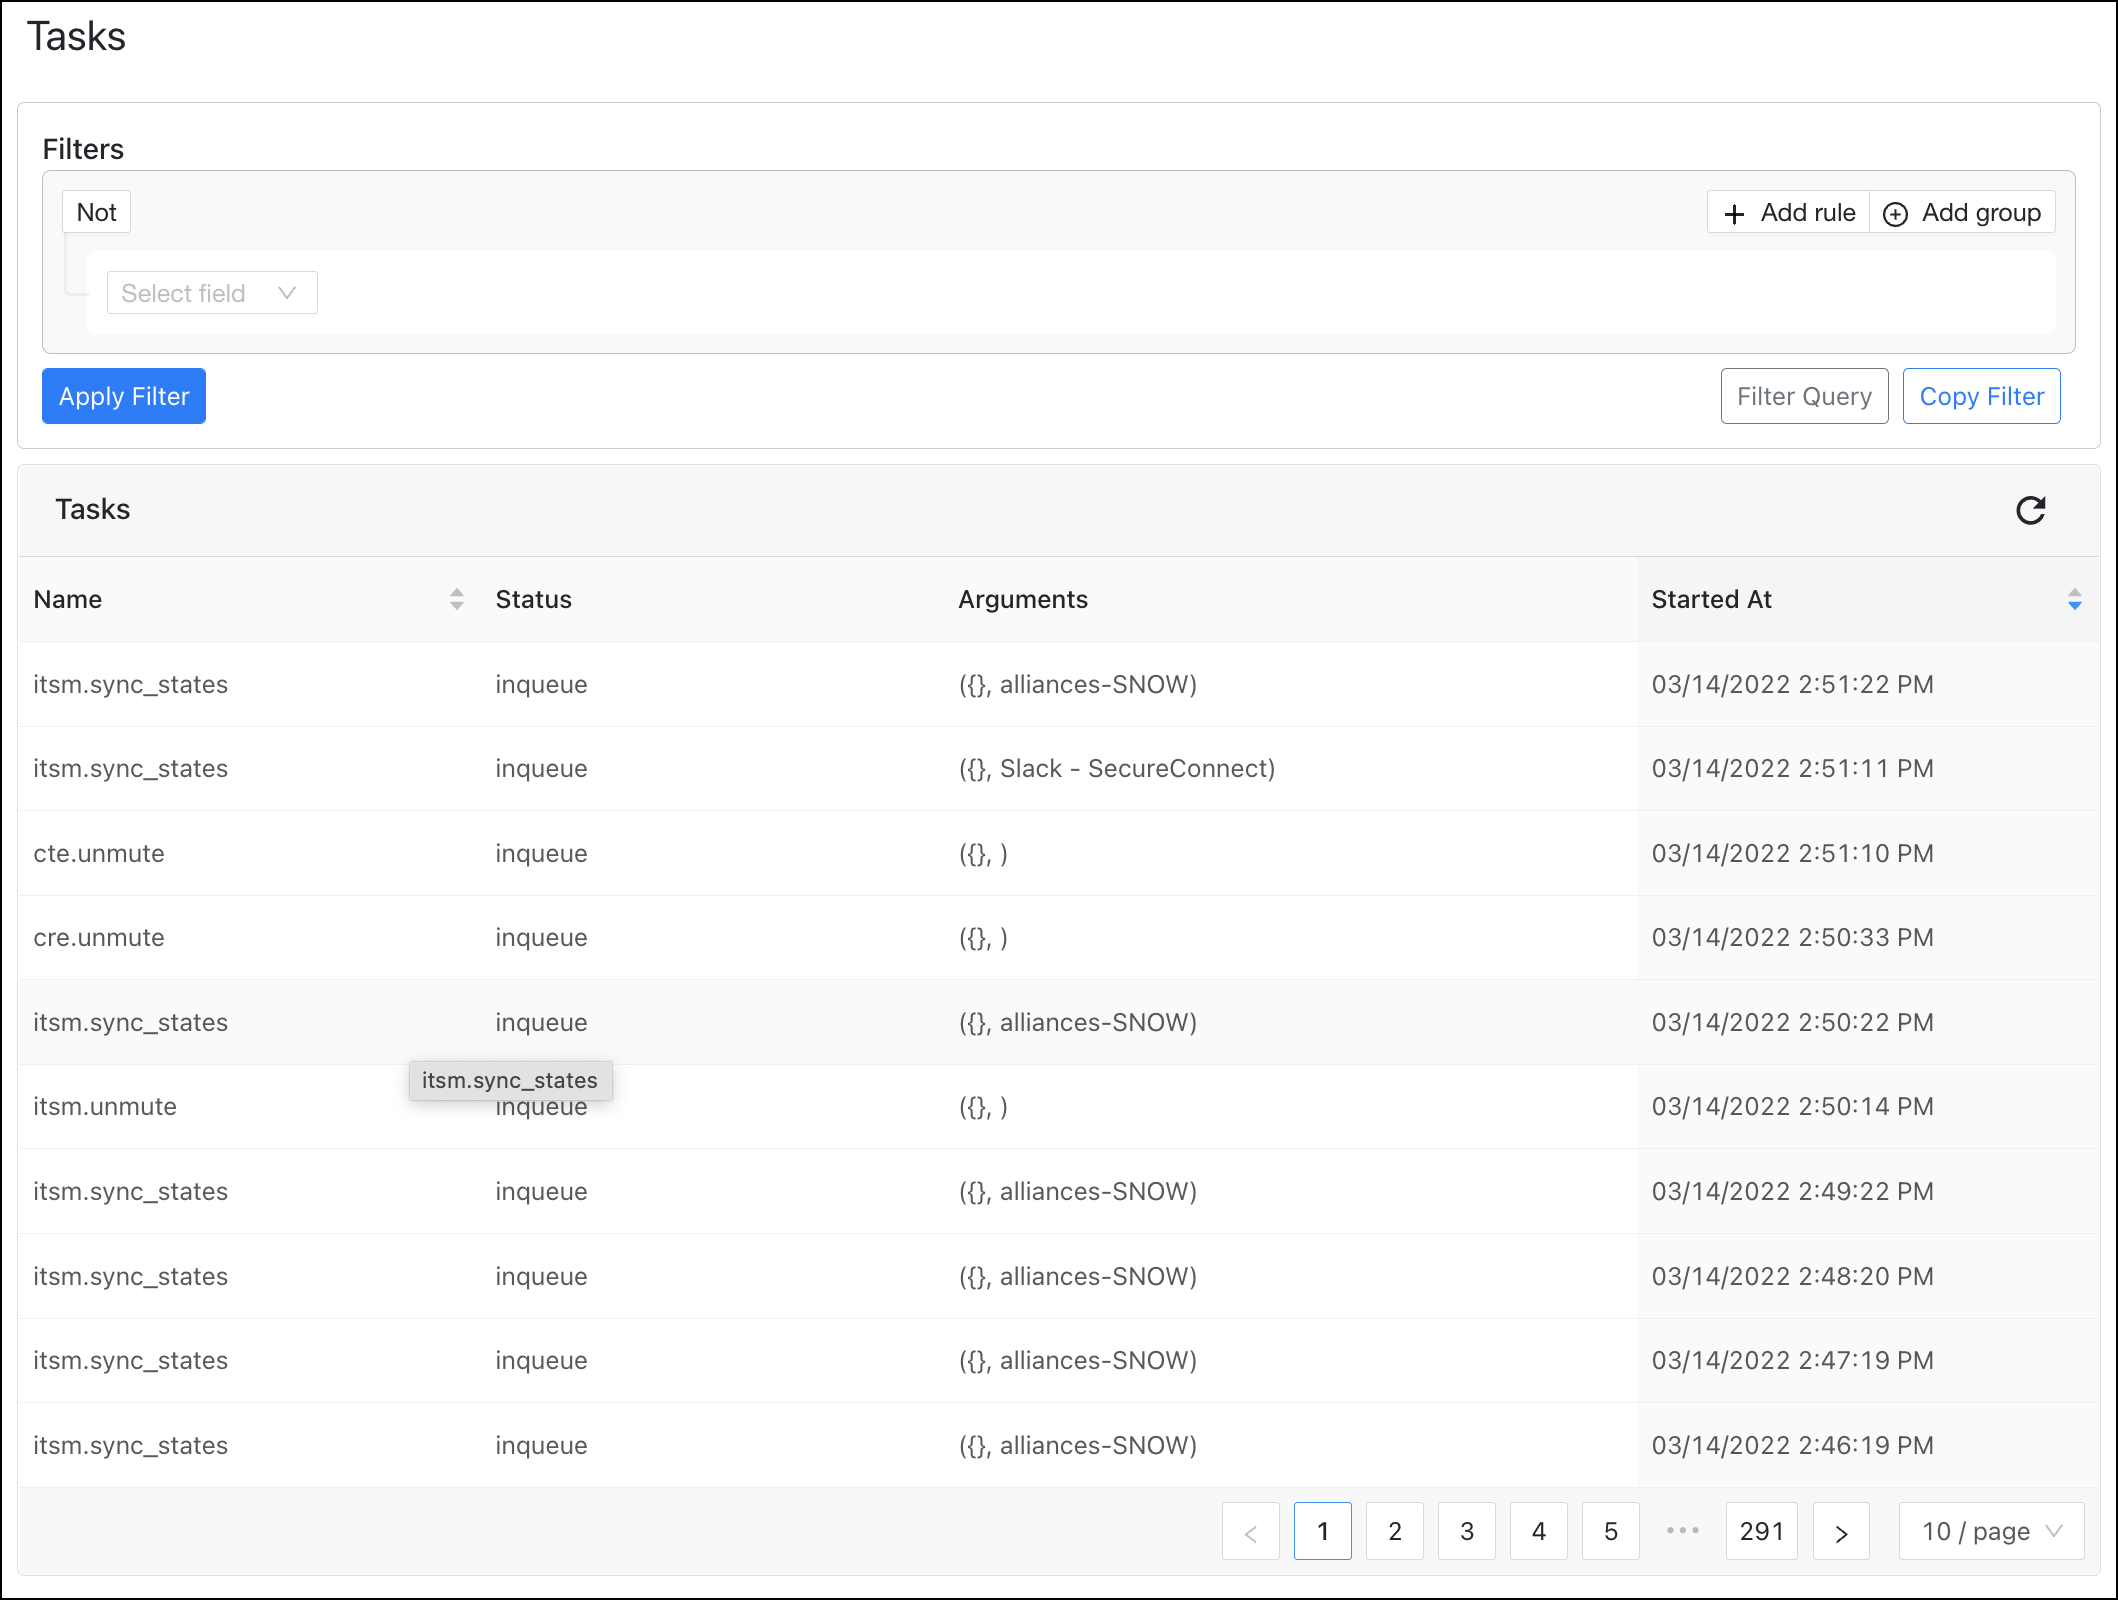 Tasks
Filters
Not
Add rule
Add group
Select field
Apply Filter
Filter Query
Copy Filter
Tasks
Name Status Arguments Started At
itsm.sync_states inqueue ({}, alliances-SNOW) 03/14/2022 2:51:22 PM
itsm.sync_states inqueue ({}, Slack - SecureConnect) 03/14/2022 2:51:11 PM
cte.unmute inqueue ({}, ) 03/14/2022 2:51:10 PM
cre.unmute inqueue ({}, ) 03/14/2022 2:50:33 PM
itsm.sync_states inqueue ({}, alliances-SNOW) 03/14/2022 2:50:22 PM
itsm.sync_states
itsm.unmute inqueue ({}, ) 03/14/2022 2:50:14 PM
itsm.sync_states inqueue ({}, alliances-SNOW) 03/14/2022 2:49:22 PM
itsm.sync_states inqueue ({}, alliances-SNOW) 03/14/2022 2:48:20 PM
itsm.sync_states inqueue ({}, alliances-SNOW) 03/14/2022 2:47:19 PM
itsm.sync_states inqueue ({}, alliances-SNOW) 03/14/2022 2:46:19 PM
< 1 2 3 4 5 ••• 291 > 10 / page